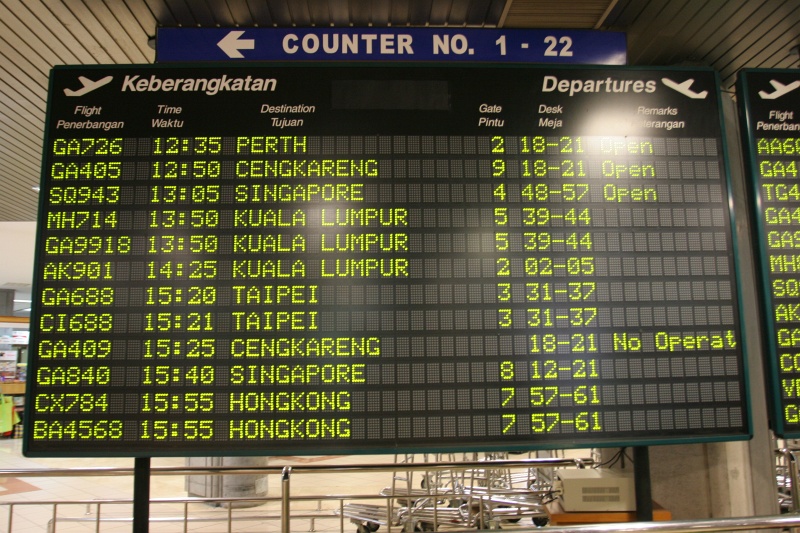 COUNTER NO. 1 - 22
Keberangkatan Departures
Flight Time Destination Gate Desk Remarks
Penerbangan Waktu Tujuan Pintu Meja
GA726 12:35 PERTH 2 18-21 Open
GA405 12:50 CENGKARENG 9 18-21 Open
SQ943 13:05 SINGAPORE 4 48-57 Open
MH714 13:50 KUALA LUMPUR 5 39-44
GA9918 13:50 KUALA LUMPUR 5 39-44
AK901 14:25 KUALA LUMPUR 2 02-05
GA688 15:20 TAIPEI 3 31-37
CI688 15:21 TAIPEI 3 31-37
GA409 15:25 CENGKARENG 18-21 No Operat
GA840 15:40 SINGAPORE 8 12-21
CX784 15:55 HONGKONG 7 57-61
BA4568 15:55 HONGKONG 7 57-61
Flight